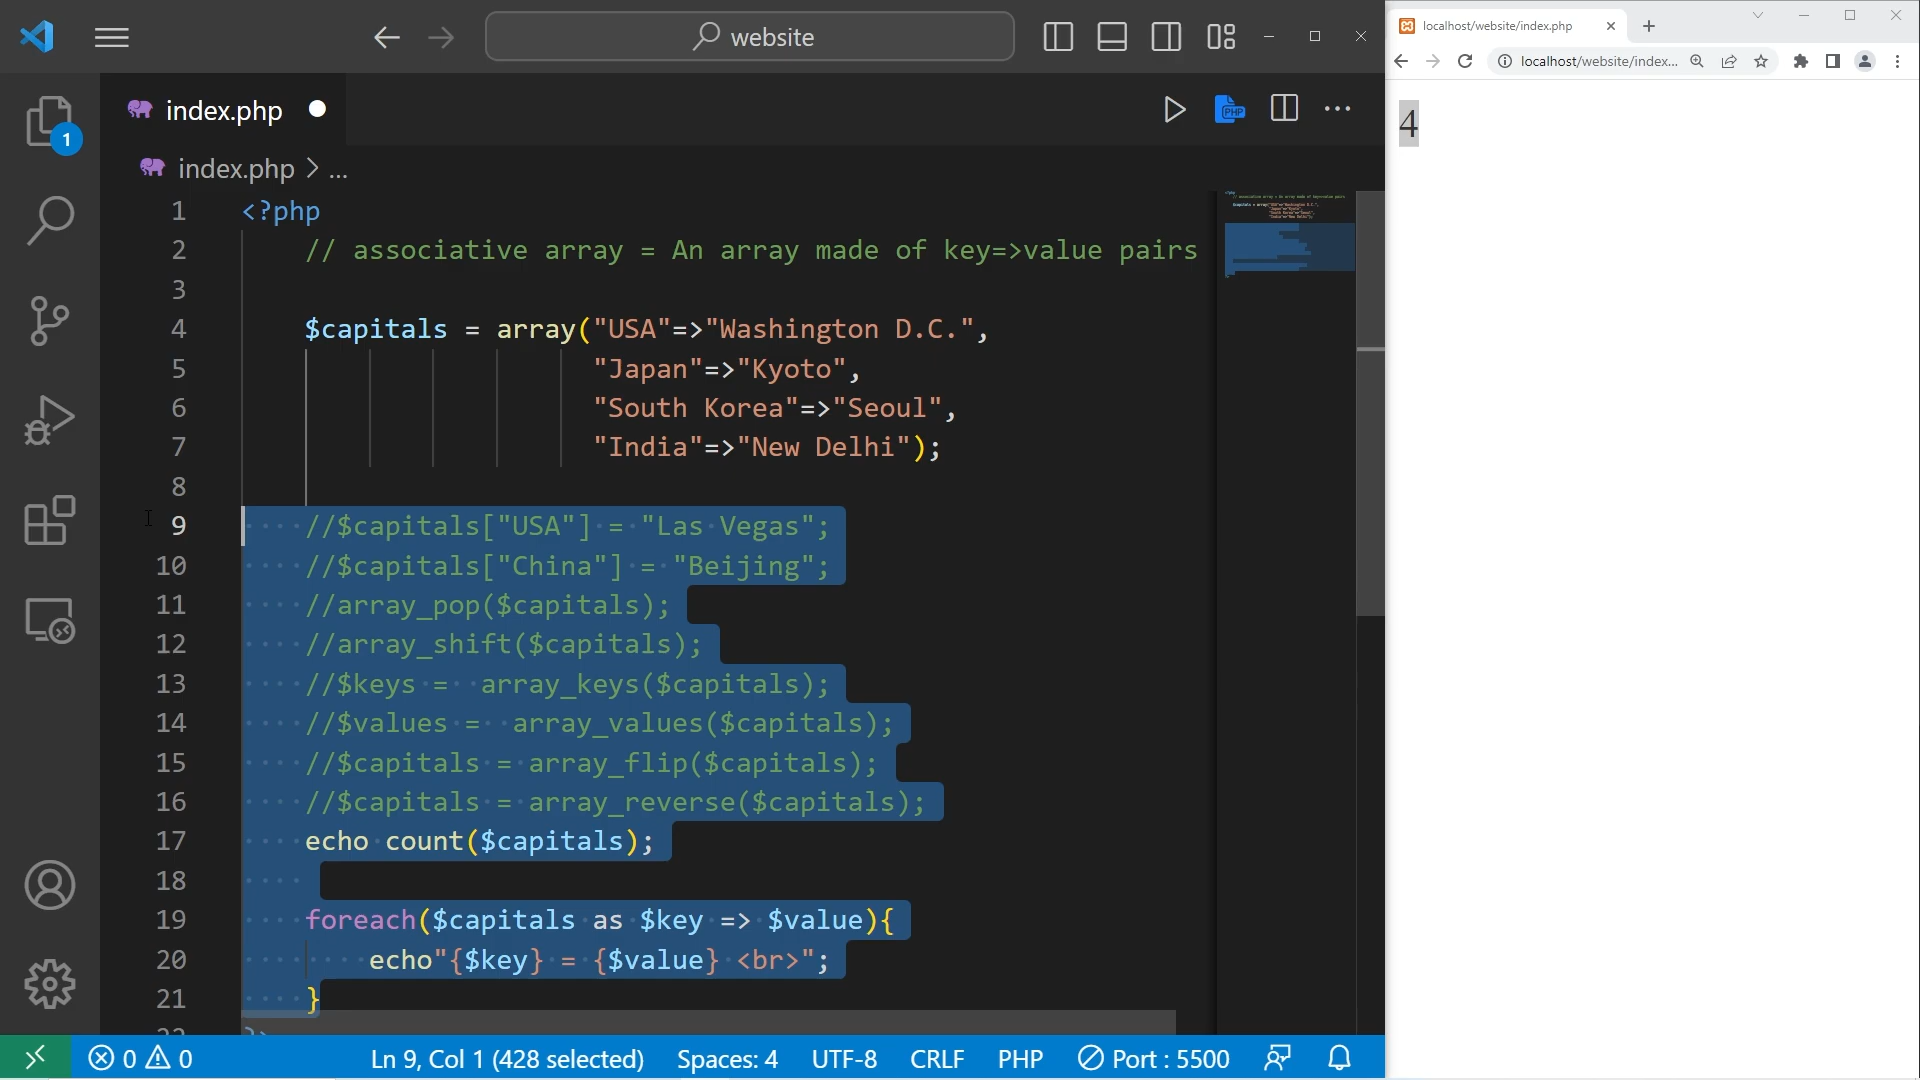 website
index.php
index.php > ...
1 <?php
2 // associative array = An array made of key=>value pairs
3
4 $capitals = array("USA"=>"Washington D.C.",
5 "Japan"=>"Kyoto",
6 "South Korea"=>"Seoul",
7 "India"=>"New Delhi");
8
9 //$capitals["USA"] = "Las Vegas";
10 //$capitals["China"] = "Beijing";
11 //array_pop($capitals);
12 //array_shift($capitals);
13 //$keys =  array_keys($capitals);
14 //$values =  array_values($capitals);
15 //$capitals = array_flip($capitals);
16 //$capitals = array_reverse($capitals);
17 echo count($capitals);
18
19 foreach($capitals as $key => $value){
20 echo"{$key} = {$value} <br>";
21 }
22 ?>
1
PHP
0 0 Ln 9, Col 1 (428 selected) Spaces: 4 UTF-8 CRLF PHP Port : 5500
localhost/website/index.php
localhost/website/index...
4